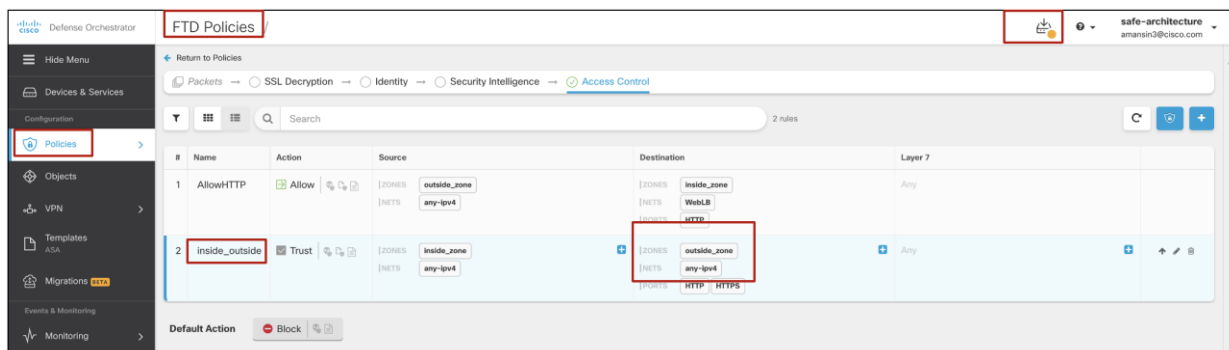 cisco Defense Orchestrator
FTD Policies /
safe-architecture
amansin3@cisco.com
Hide Menu
Devices & Services
Configuration
Policies
Objects
VPN
Templates
ASA
Migrations BETA
Events & Monitoring
Monitoring
Return to Policies
Packets → SSL Decryption → Identity → Security Intelligence → Access Control
Search
2 rules
# Name Action Source Destination Layer 7
1 AllowHTTP Allow ZONES outside_zone ZONES inside_zone Any
NETS any-ipv4 NETS WebLB
PORTS HTTP
2 inside_outside Trust ZONES inside_zone ZONES outside_zone Any
NETS any-ipv4 NETS any-ipv4
PORTS HTTP HTTPS
Default Action Block